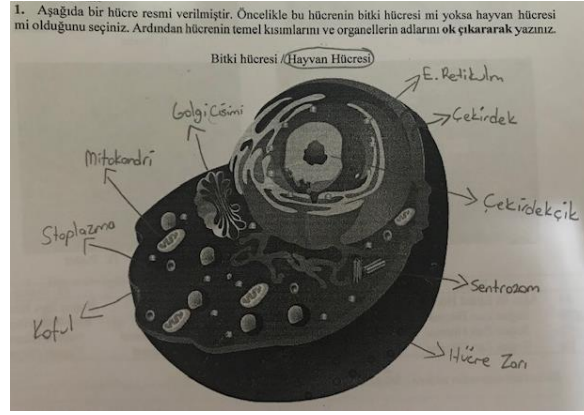 1. Aşağıda bir hücre resmi verilmiştir. Öncelikle bu hücrenin bitki hücresi mi yoksa hayvan hücresi
mi olduğunu seçiniz. Ardından hücrenin temel kısımlarını ve organellerin adlarını ok çıkararak yazınız.
Bitki hücresi / Hayvan Hücresi
E. Retikulm
Golgi Cisimi
Çekirdek
Mitokondri
Çekirdekçik
Stoplazma
Sentrozom
Koful
Hücre Zarı